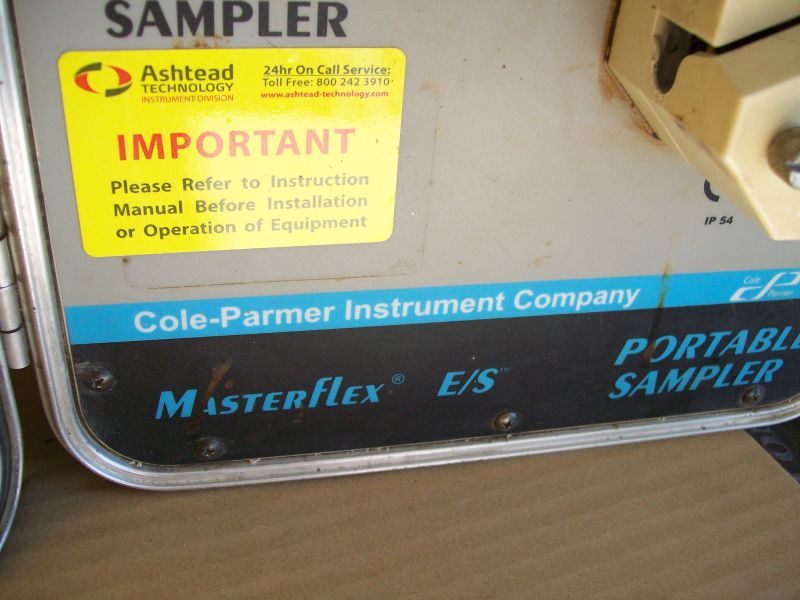 SAMPLER
Ashtead
TECHNOLOGY
INSTRUMENT DIVISION
24hr On Call Service:
Toll Free: 800 242 3910
www.ashtead-technology.com
IMPORTANT
Please Refer to Instruction
Manual Before Installation
or Operation of Equipment
IP 54
Cole-Parmer Instrument Company
Cole
Parmer
MASTERFLEX® E/S™
PORTABLE
SAMPLER